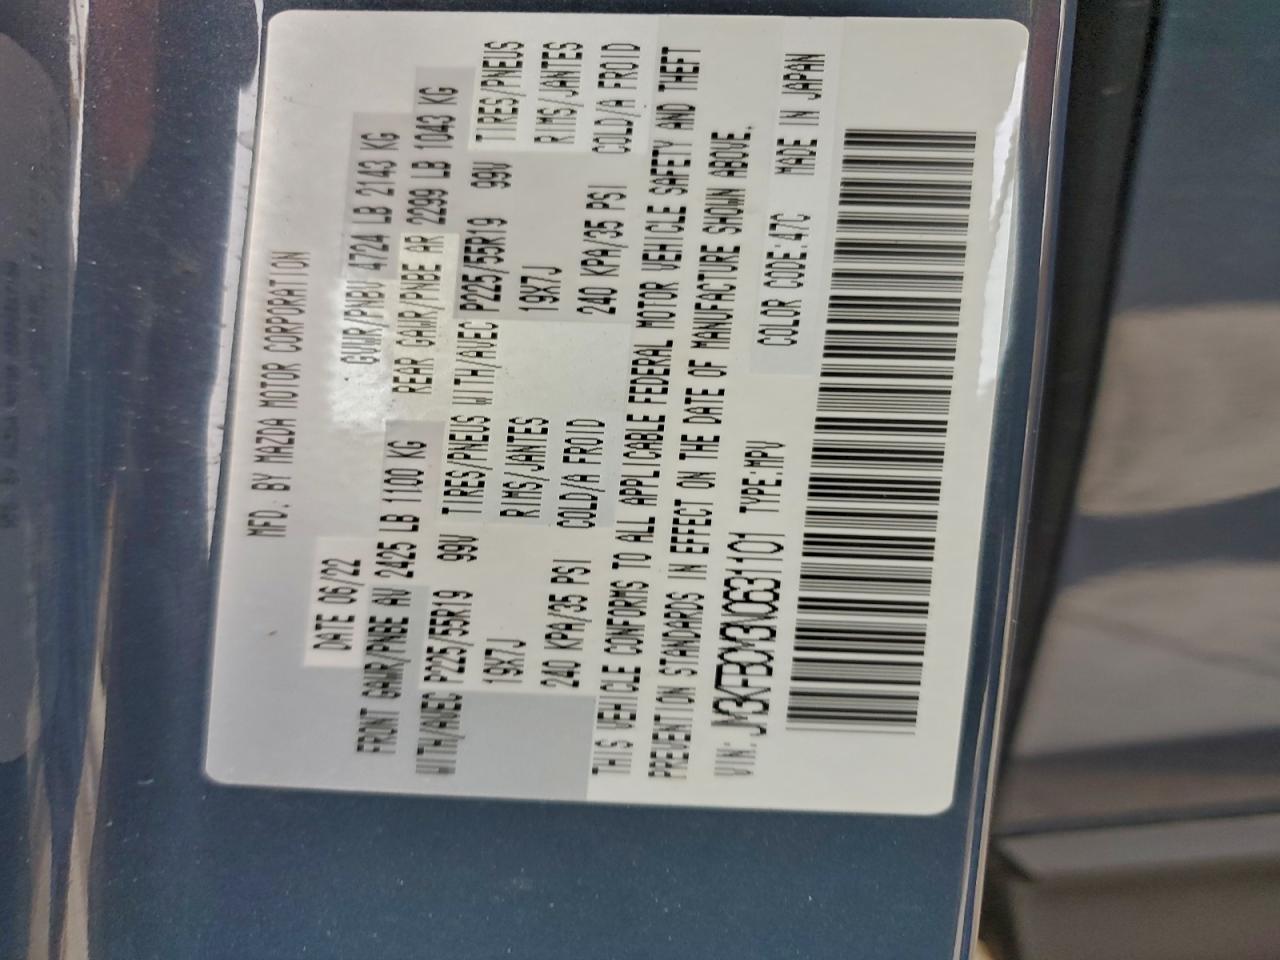 MFD. BY MAZDA MOTOR CORPORATION
DATE 06/22 GVWR/PNBV 4724 LB 2143 KG
FRONT GAWR/PNBE AV 2425 LB 1100 KG REAR GAWR/PNBE AR 2299 LB 1043 KG
WITH/AVEC P225/55R19 99V TIRES/PNEUS WITH/AVEC P225/55R19 99V TIRES/PNEUS
19X7J RIMS/JANTES 19X7J RIMS/JANTES
240 KPA/35 PSI COLD/A FROID 240 KPA/35 PSI COLD/A FROID
THIS VEHICLE CONFORMS TO ALL APPLICABLE FEDERAL MOTOR VEHICLE SAFETY AND THEFT
PREVENTION STANDARDS IN EFFECT ON THE DATE OF MANUFACTURE SHOWN ABOVE.
VIN: JM3KFBCY3N0631101 TYPE:MPV COLOR CODE:47C MADE IN JAPAN